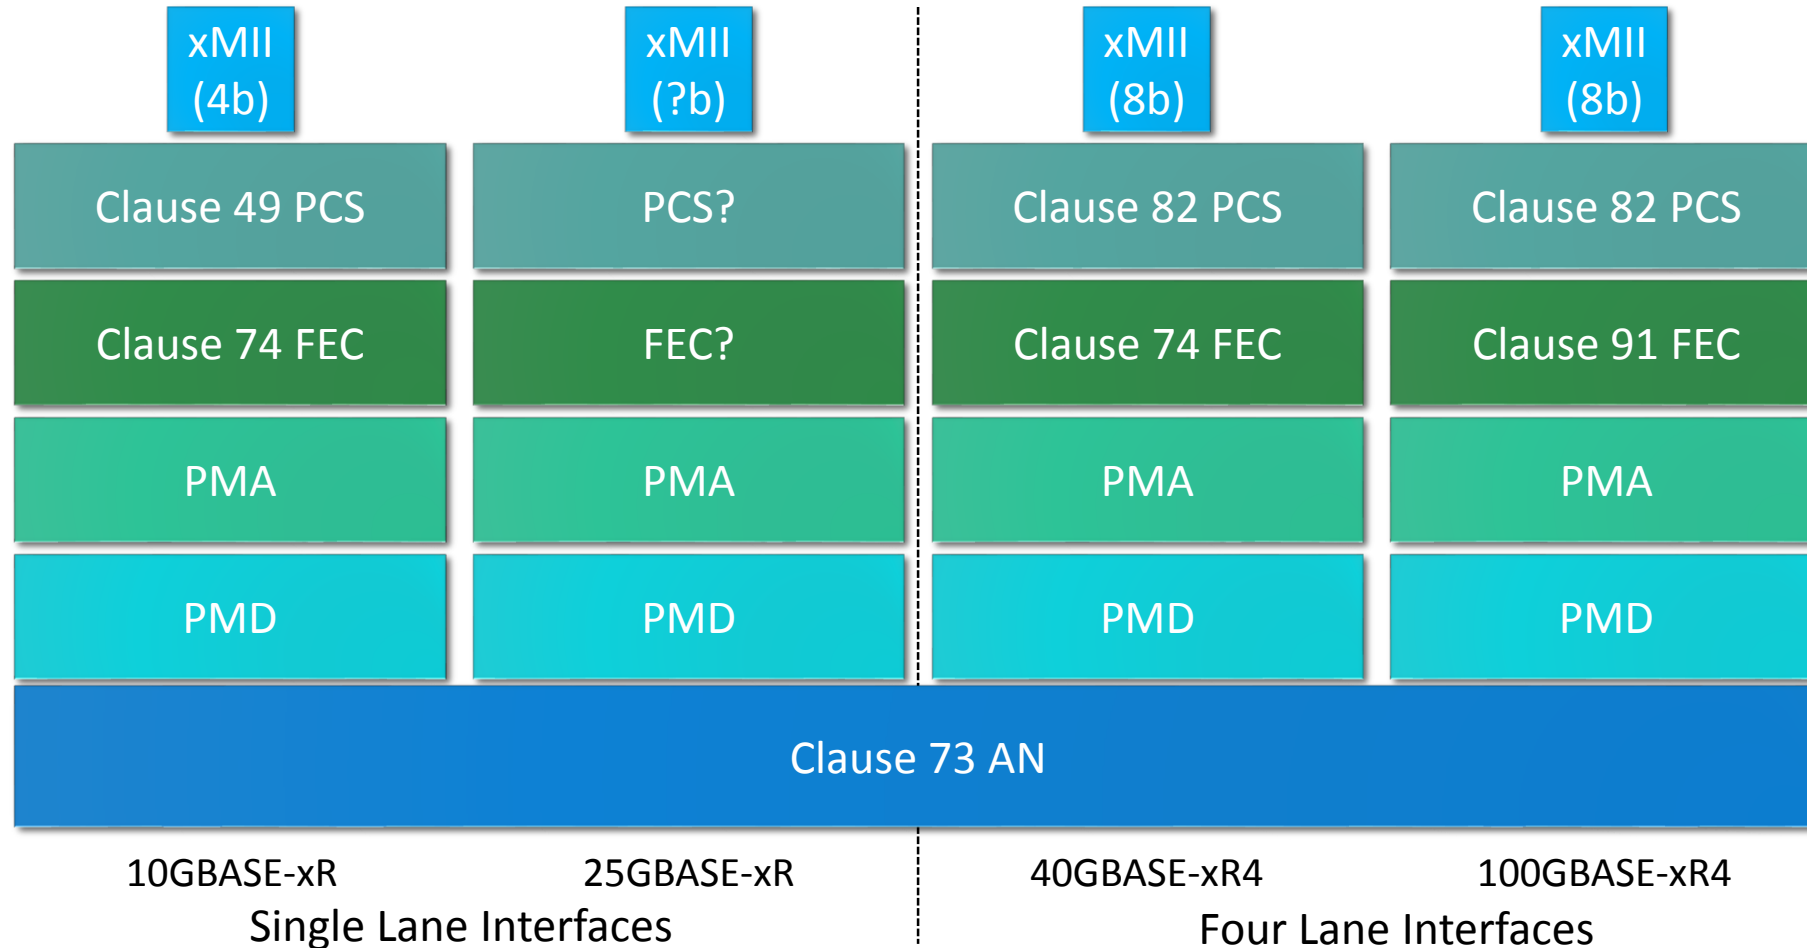 xMII
(4b)
xMII
(?b)
xMII
(8b)
xMII
(8b)
Clause 49 PCS
PCS?
Clause 82 PCS
Clause 82 PCS
Clause 74 FEC
FEC?
Clause 74 FEC
Clause 91 FEC
PMA
PMA
PMA
PMA
PMD
PMD
PMD
PMD
Clause 73 AN
10GBASE-xR
25GBASE-xR
40GBASE-xR4
100GBASE-xR4
Single Lane Interfaces
Four Lane Interfaces